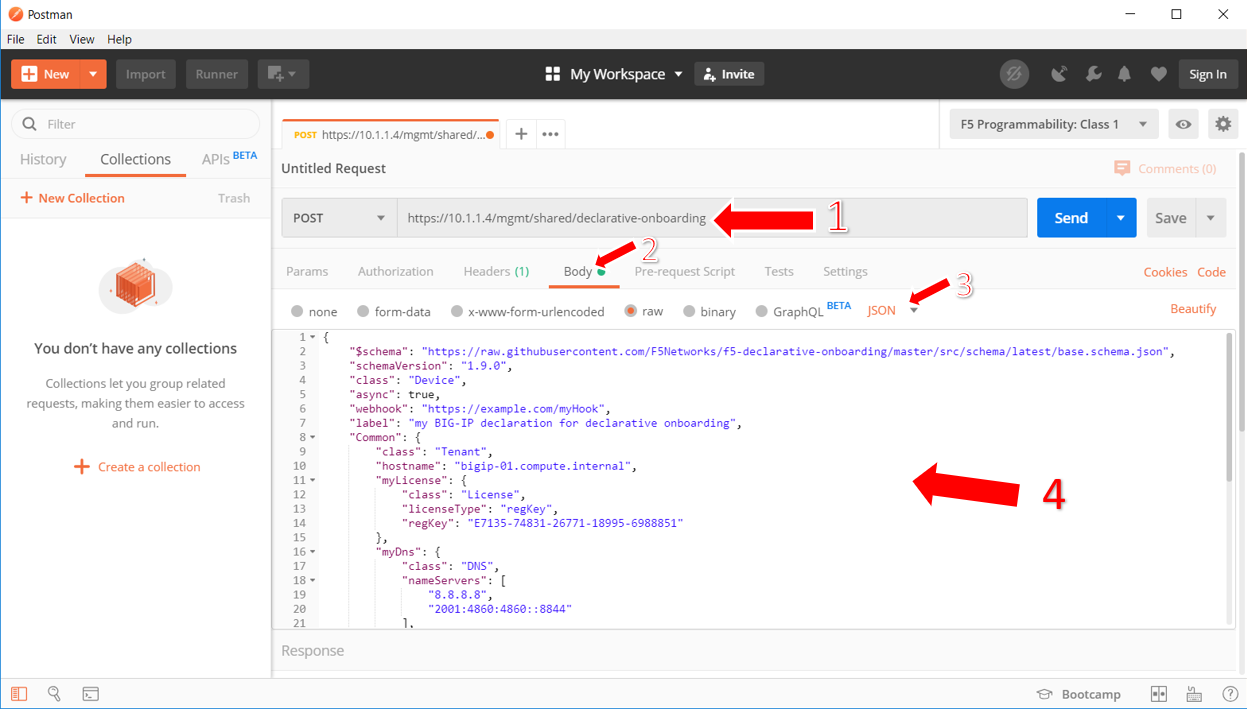 Postman
File Edit View Help
New Import Runner My Workspace Invite Sign In
Filter
History Collections APIs BETA
+ New Collection Trash
You don’t have any collections
Collections let you group related
requests, making them easier to access
and run.
+ Create a collection
POST https://10.1.1.4/mgmt/shared/... + •••
F5 Programmability: Class 1
Untitled Request
Comments (0)
POST https://10.1.1.4/mgmt/shared/declarative-onboarding 1 Send Save
Params Authorization Headers (1) Body 2 Pre-request Script Tests Settings Cookies Code
none form-data x-www-form-urlencoded raw binary GraphQL BETA JSON 3 Beautify
1 {
2 "$schema": "https://raw.githubusercontent.com/F5Networks/f5-declarative-onboarding/master/src/schema/latest/base.schema.json",
3 "schemaVersion": "1.9.0",
4 "class": "Device",
5 "async": true,
6 "webhook": "https://example.com/myHook",
7 "label": "my BIG-IP declaration for declarative onboarding",
8 "Common": {
9 "class": "Tenant",
10 "hostname": "bigip-01.compute.internal",
11 "myLicense": {
12 "class": "License",
13 "licenseType": "regKey",
14 "regKey": "E7135-74831-26771-18995-6988851"
15 },
16 "myDns": {
17 "class": "DNS",
18 "nameServers": [
19 "8.8.8.8",
20 "2001:4860:4860::8844"
21 ],
4
Response
Bootcamp